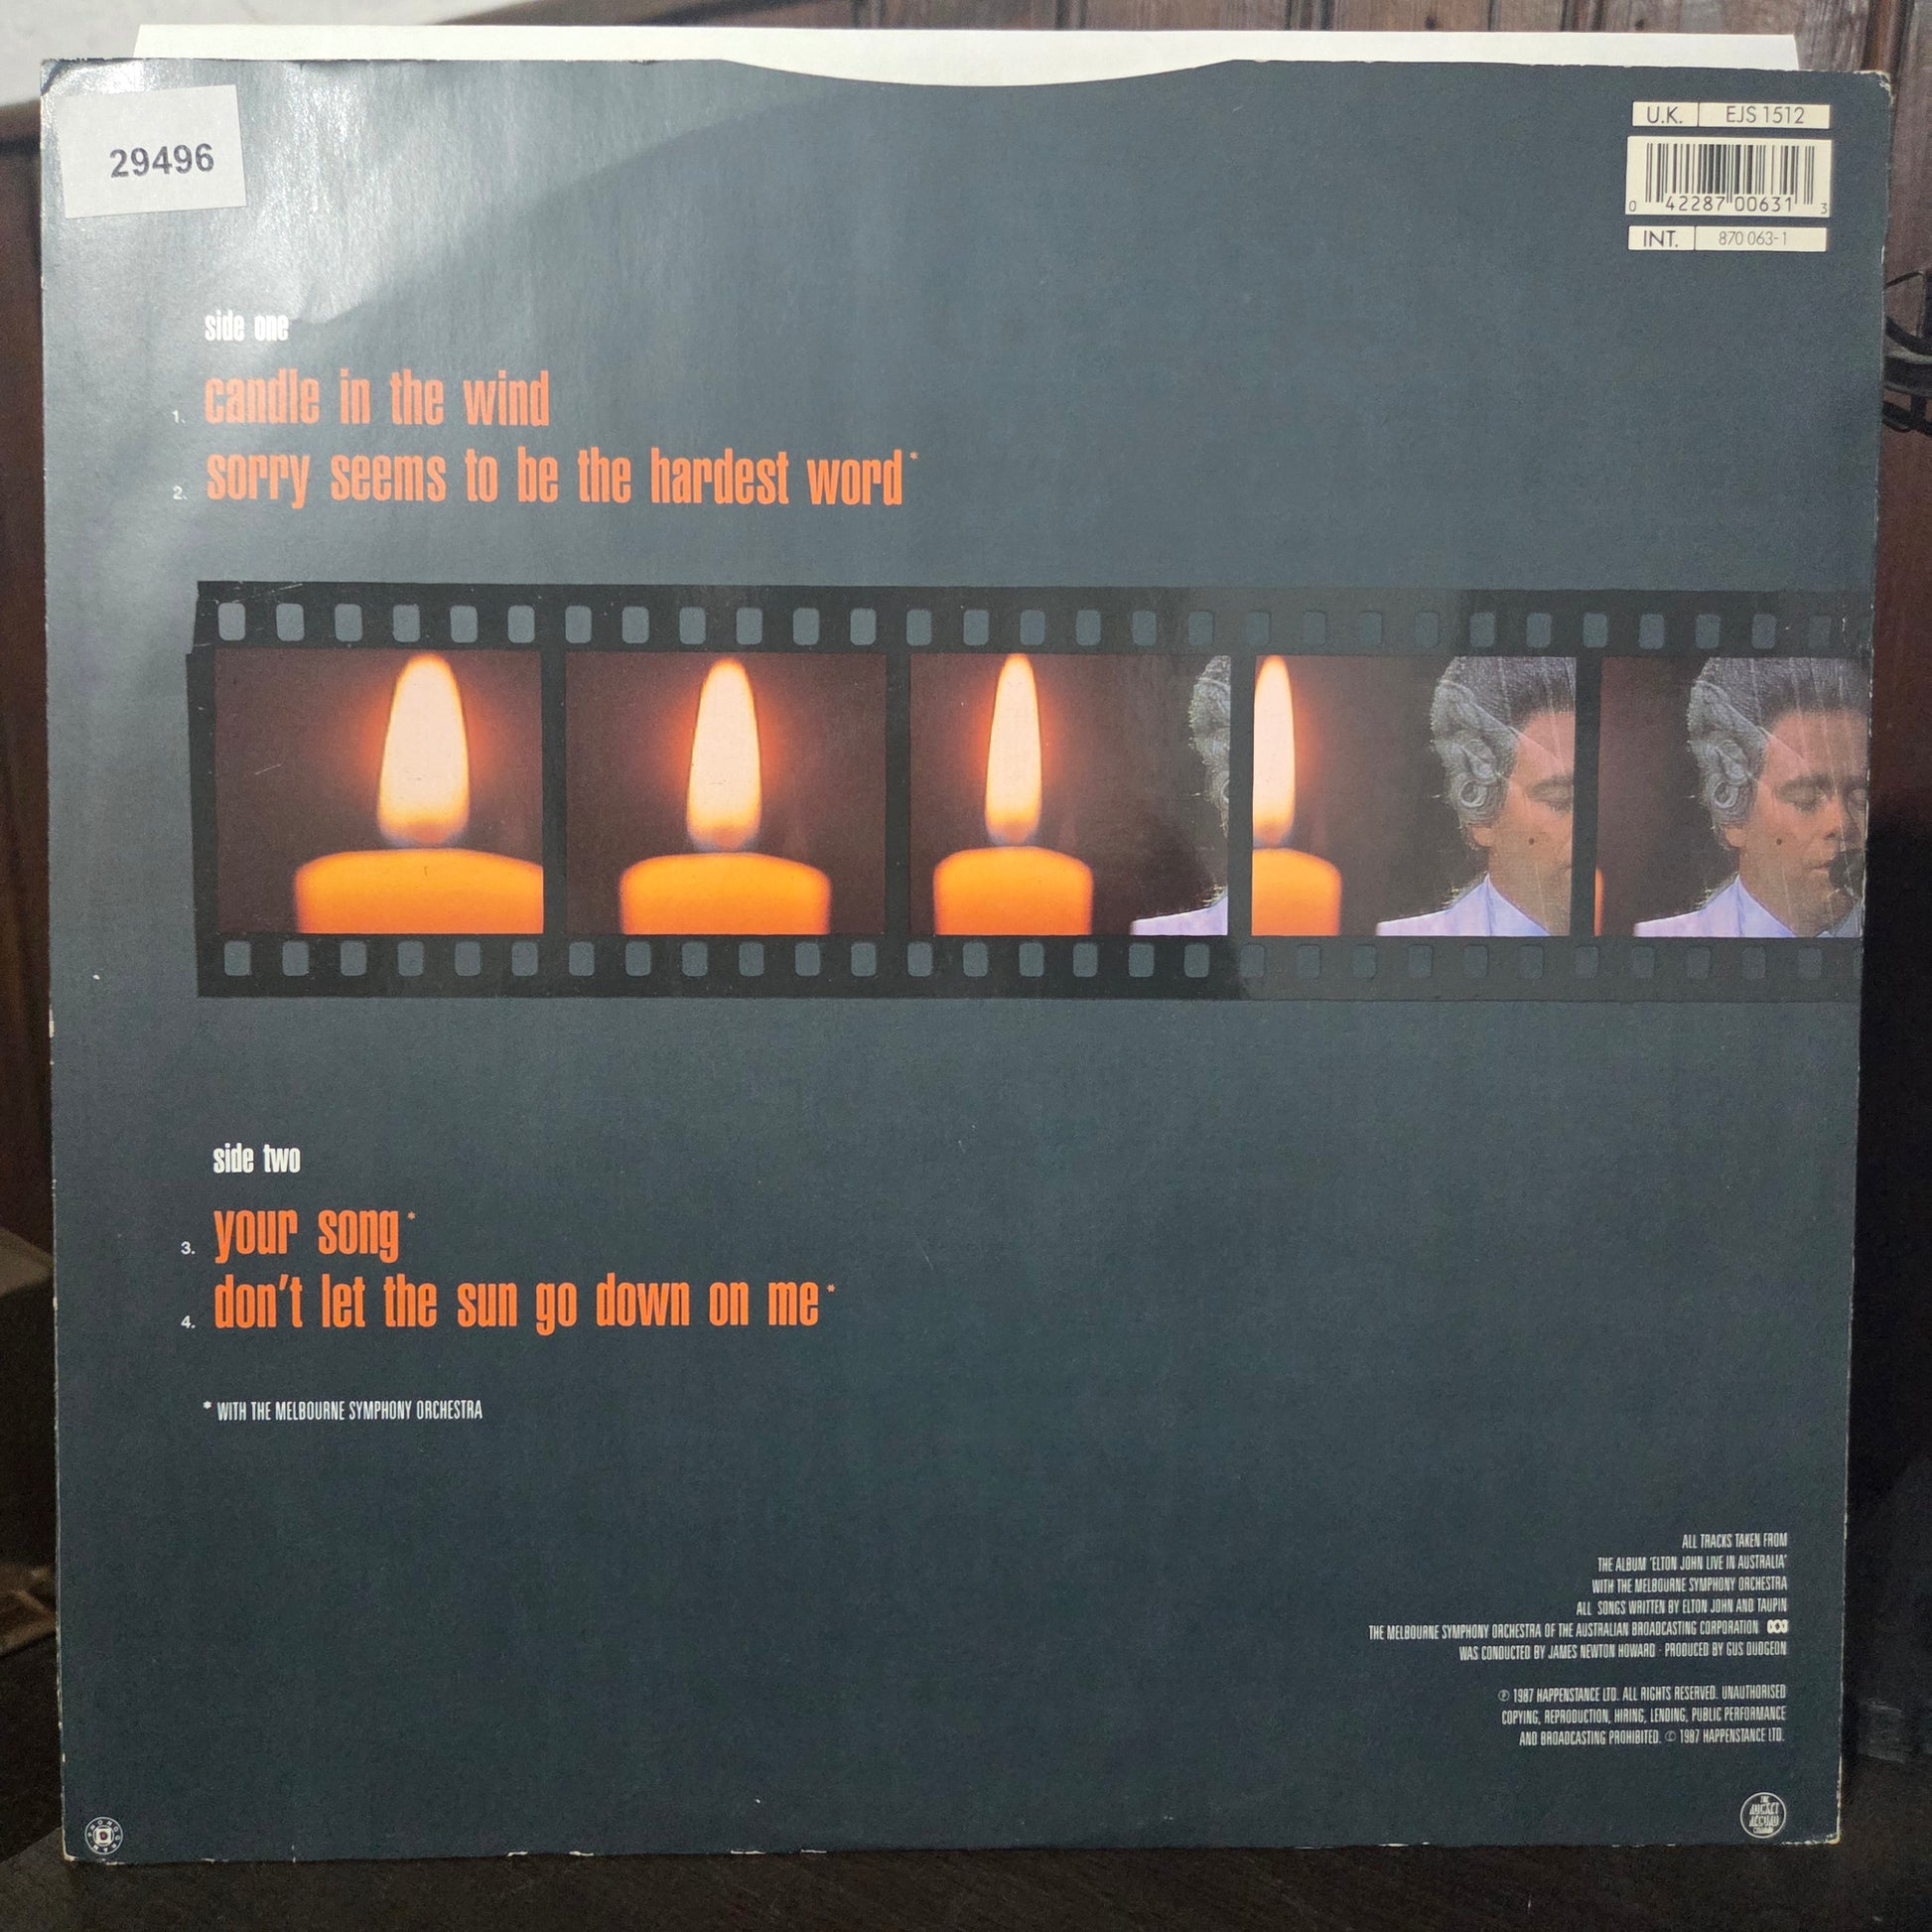 29496
U.K. EJS 1512
0 42287 00631 3
INT. 870 063-1
side one
1. candle in the wind
2. sorry seems to be the hardest word*
side two
3. your song*
4. don't let the sun go down on me*
* WITH THE MELBOURNE SYMPHONY ORCHESTRA
ALL TRACKS TAKEN FROM
THE ALBUM 'ELTON JOHN LIVE IN AUSTRALIA'
WITH THE MELBOURNE SYMPHONY ORCHESTRA
ALL SONGS WRITTEN BY ELTON JOHN AND TAUPIN
THE MELBOURNE SYMPHONY ORCHESTRA OF THE AUSTRALIAN BROADCASTING CORPORATION
WAS CONDUCTED BY JAMES NEWTON HOWARD · PRODUCED BY GUS DUDGEON
℗ 1987 HAPPENSTANCE LTD. ALL RIGHTS RESERVED. UNAUTHORISED
COPYING, REPRODUCTION, HIRING, LENDING, PUBLIC PERFORMANCE
AND BROADCASTING PROHIBITED. © 1987 HAPPENSTANCE LTD.
THE
ROCKET
RECORD
COMPANY